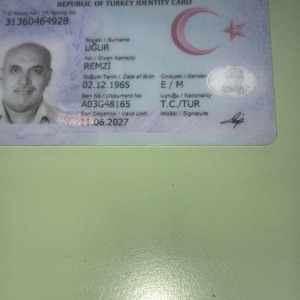 REPUBLIC OF TURKEY IDENTITY CARD
T.C. Kimlik No / TR Identity No
31360464928
Soyadı / Surname
UĞUR
Adı / Given Name(s)
REMZİ
Doğum Tarihi / Date of Birth
Cinsiyeti / Gender
02.12.1965
E / M
Seri No / Document No
Uyruğu / Nationality
A03G48165
T.C./TUR
Son Geçerlilik / Valid Until
İmzası / Signature
.06.2027